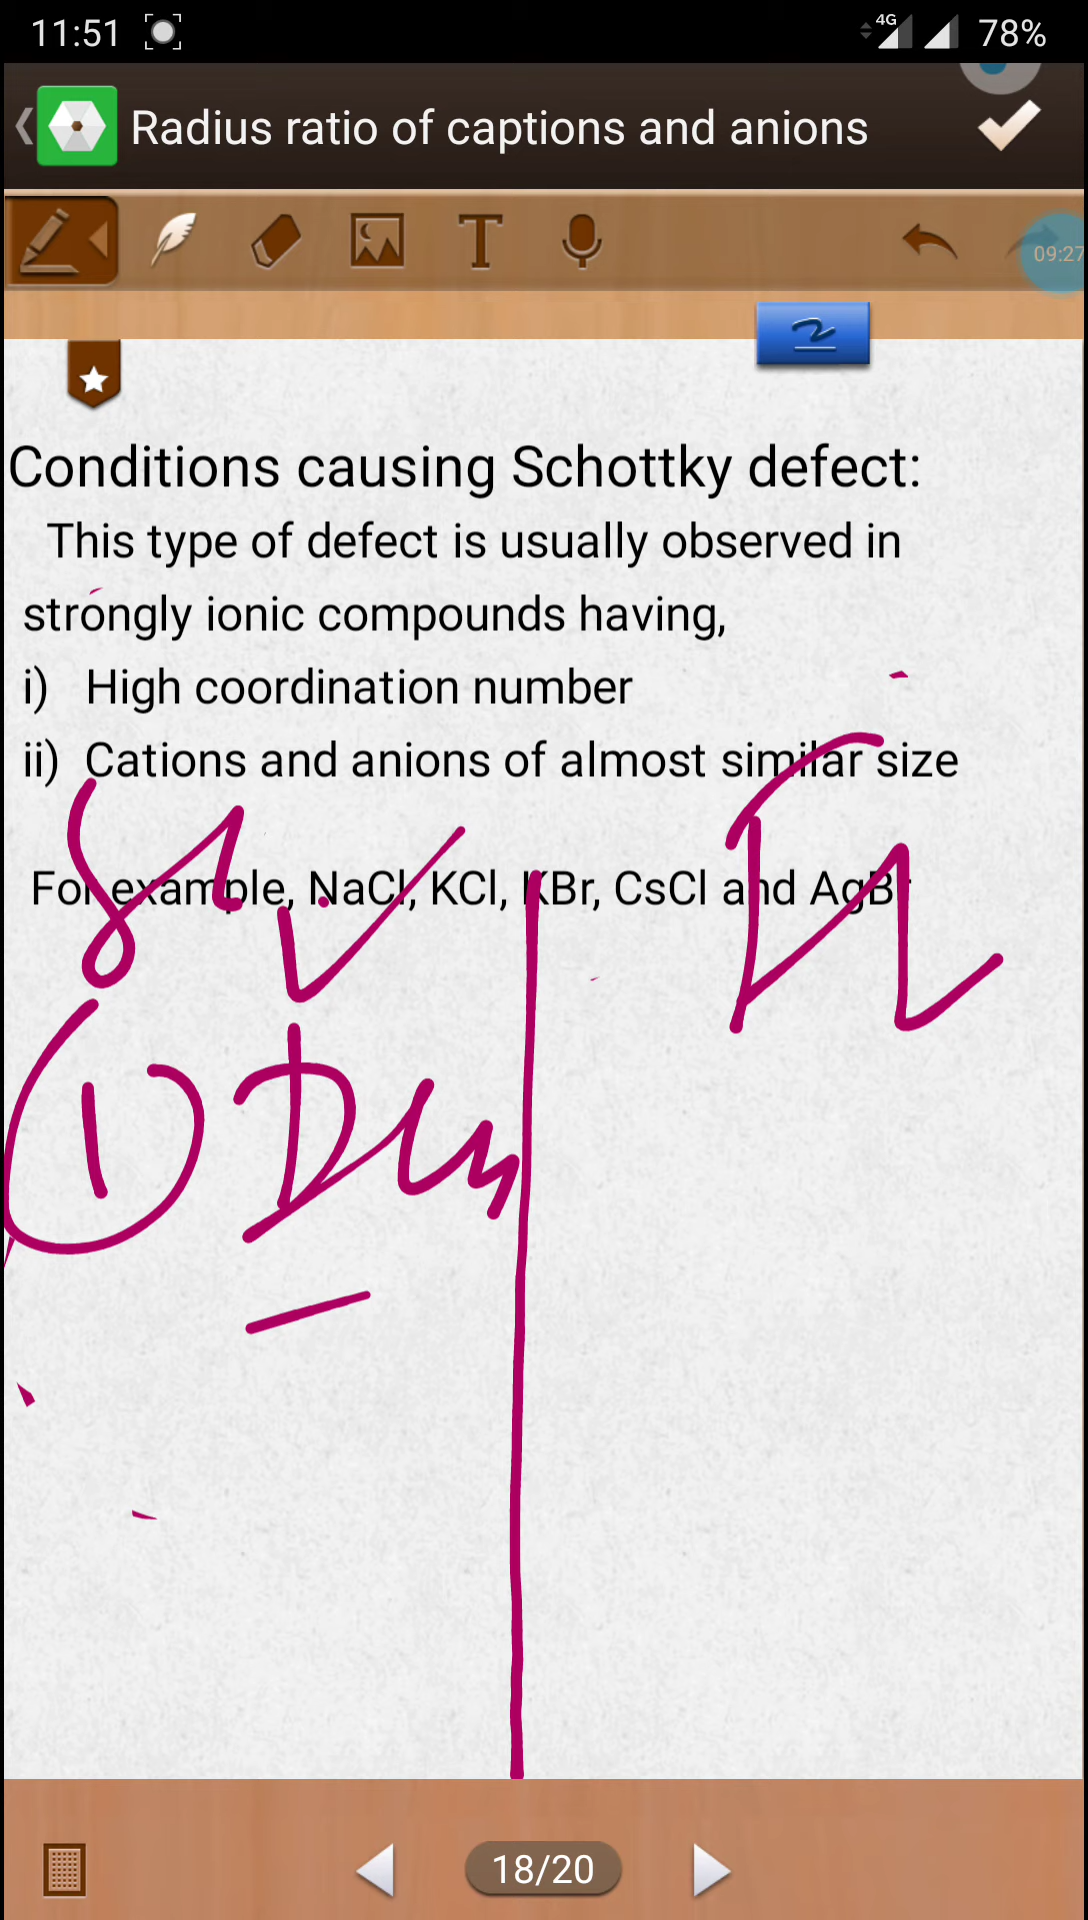 11:51 4G 78%
Radius ratio of captions and anions
T
09:27
Conditions causing Schottky defect:
This type of defect is usually observed in
strongly ionic compounds having,
i) High coordination number
ii) Cations and anions of almost similar size
For example, NaCl, KCl, KBr, CsCl and AgBr
1
18/20